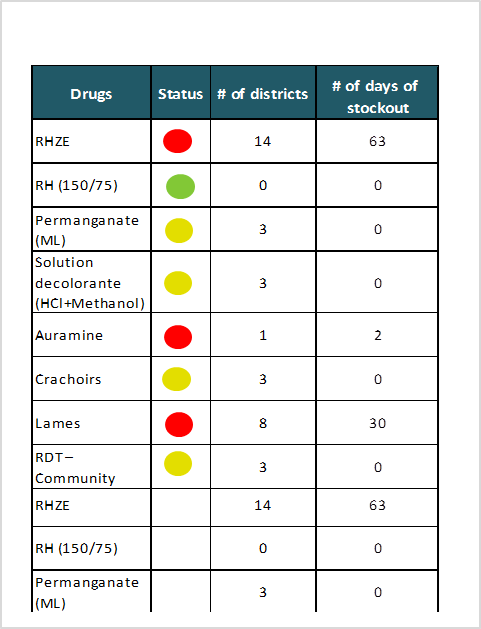 Drugs Status # of districts # of days of
stockout
RHZE 14 63
RH (150/75) 0 0
Permanganate
(ML) 3 0
Solution
decolorante
(HCl+Methanol) 3 0
Auramine 1 2
Crachoirs 3 0
Lames 8 30
RDT –
Community 3 0
RHZE 14 63
RH (150/75) 0 0
Permanganate
(ML) 3 0